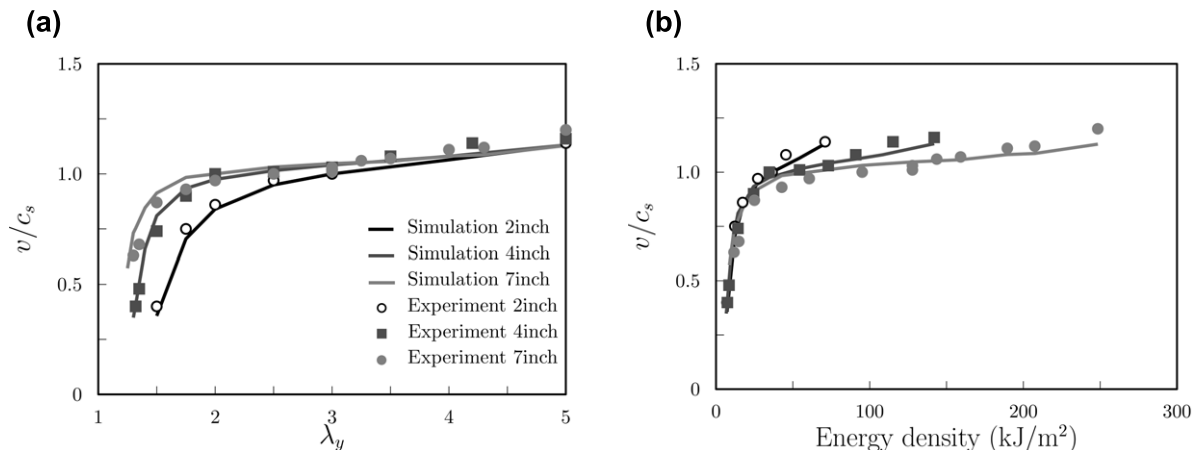 (a)
1.5
1.0
0.5
0
v/c_s
1 2 3 4 5
λ_y
Simulation 2inch
Simulation 4inch
Simulation 7inch
Experiment 2inch
Experiment 4inch
Experiment 7inch
(b)
1.5
1.0
0.5
0
v/c_s
0 100 200 300
Energy density (kJ/m²)